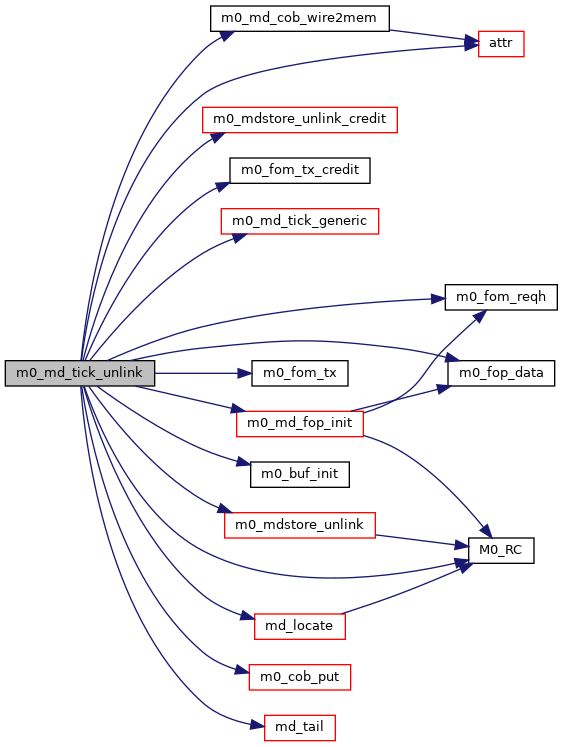 m0_md_cob_wire2mem
attr
m0_mdstore_unlink_credit
m0_fom_tx_credit
m0_md_tick_generic
m0_fom_reqh
m0_md_tick_unlink
m0_fom_tx
m0_fop_data
m0_md_fop_init
m0_buf_init
m0_mdstore_unlink
M0_RC
md_locate
m0_cob_put
md_tail